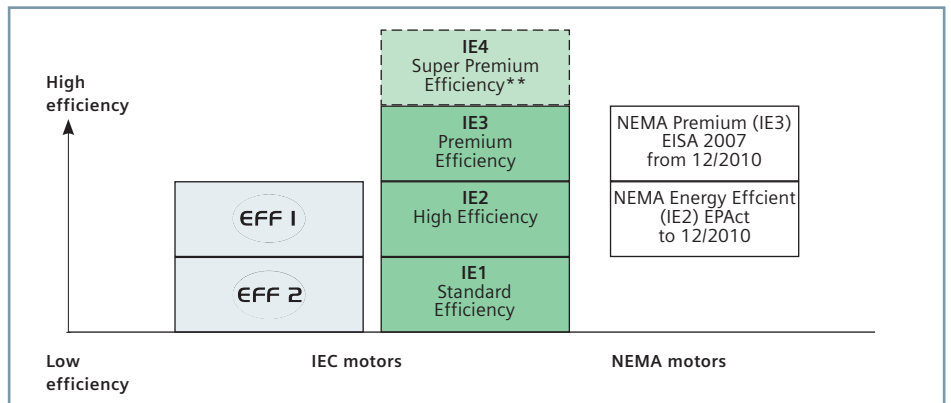 High
efficiency
EFF 1
EFF 2
IE4
Super Premium
Efficiency**
IE3
Premium
Efficiency
IE2
High Efficiency
IE1
Standard
Efficiency
NEMA Premium (IE3)
EISA 2007
from 12/2010
NEMA Energy Effcient
(IE2) EPAct
to 12/2010
Low
efficiency
IEC motors
NEMA motors